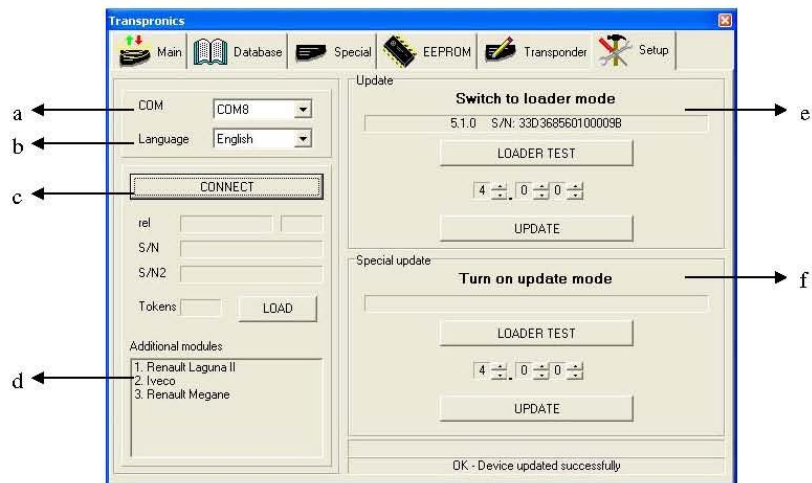 Transpronics
Main Database Special EEPROM Transponder Setup
a
COM COM8
b
Language English
c
CONNECT
rel
S/N
S/N2
Tokens LOAD
d
Additional modules
1. Renault Laguna II
2. Iveco
3. Renault Megane
Update
Switch to loader mode
e
5.1.0 S/N: 33D368560100009B
LOADER TEST
4 . 0 0
UPDATE
Special update
Turn on update mode
f
LOADER TEST
4 . 0 0
UPDATE
OK - Device updated successfully